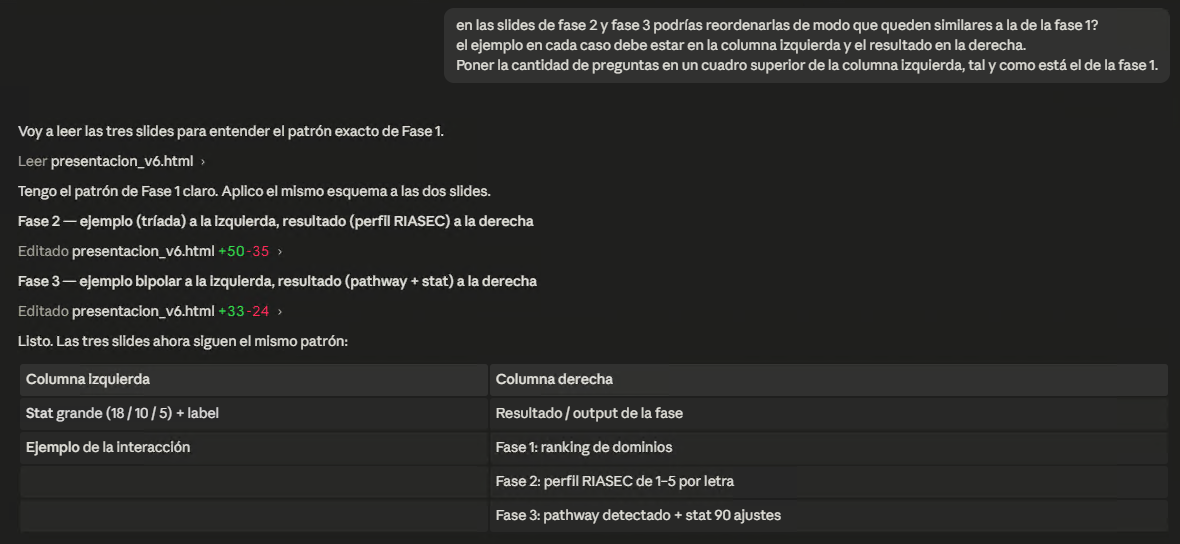 en las slides de fase 2 y fase 3 podrías reordenarlas de modo que queden similares a la de la fase 1?
el ejemplo en cada caso debe estar en la columna izquierda y el resultado en la derecha.
Poner la cantidad de preguntas en un cuadro superior de la columna izquierda, tal y como está el de la fase 1.
Voy a leer las tres slides para entender el patrón exacto de Fase 1.
Leer presentacion_v6.html ›
Tengo el patrón de Fase 1 claro. Aplico el mismo esquema a las dos slides.
Fase 2 — ejemplo (tríada) a la izquierda, resultado (perfil RIASEC) a la derecha
Editado presentacion_v6.html +50 -35 ›
Fase 3 — ejemplo bipolar a la izquierda, resultado (pathway + stat) a la derecha
Editado presentacion_v6.html +33 -24 ›
Listo. Las tres slides ahora siguen el mismo patrón:
Columna izquierda Columna derecha
Stat grande (18 / 10 / 5) + label Resultado / output de la fase
Ejemplo de la interacción Fase 1: ranking de dominios
Fase 2: perfil RIASEC de 1–5 por letra
Fase 3: pathway detectado + stat 90 ajustes